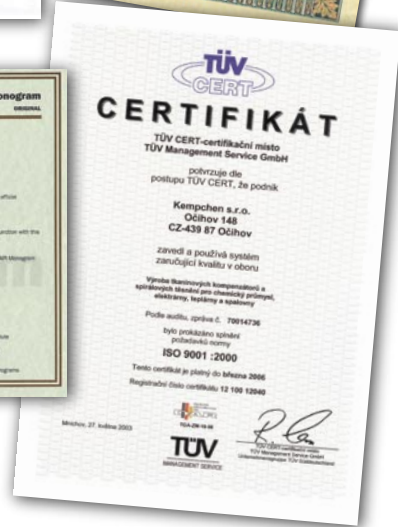 onogram
ORIGINAL
TÜV
CERT
CERTIFIKÁT
TÜV CERT-certifikační místo
TÜV Management Service GmbH
potvrzuje dle
postupu TÜV CERT, že podnik
Kempchen s.r.o.
Očihov 148
CZ-439 87 Očihov
zavedl a používá systém
zaručující kvalitu v oboru
Výroba tkaninových kompenzátorů a
spirálových těsnění pro chemický průmysl,
elektrárny, teplárny a spalovny
Podle auditu, zpráva č. 70014736
bylo prokázáno splnění
požadavků normy
ISO 9001 :2000
Tento certifikát je platný do března 2006
Registrační číslo certifikátu 12 100 12040
Mnichov, 27. května 2003
TÜV
MANAGEMENT SERVICE
TÜV CERT-certifikační místo
TÜV Management Service GmbH
Unternehmensgruppe TÜV Süddeutschland